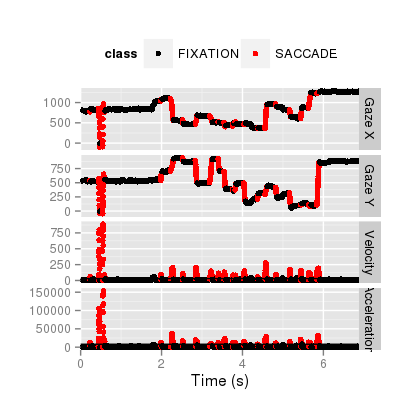 class FIXATION SACCADE
1000
500
0
Gaze X
750
500
250
0
Gaze Y
750
500
250
0
Velocity
150000
100000
50000
0
Acceleration
0 2 4 6
Time (s)